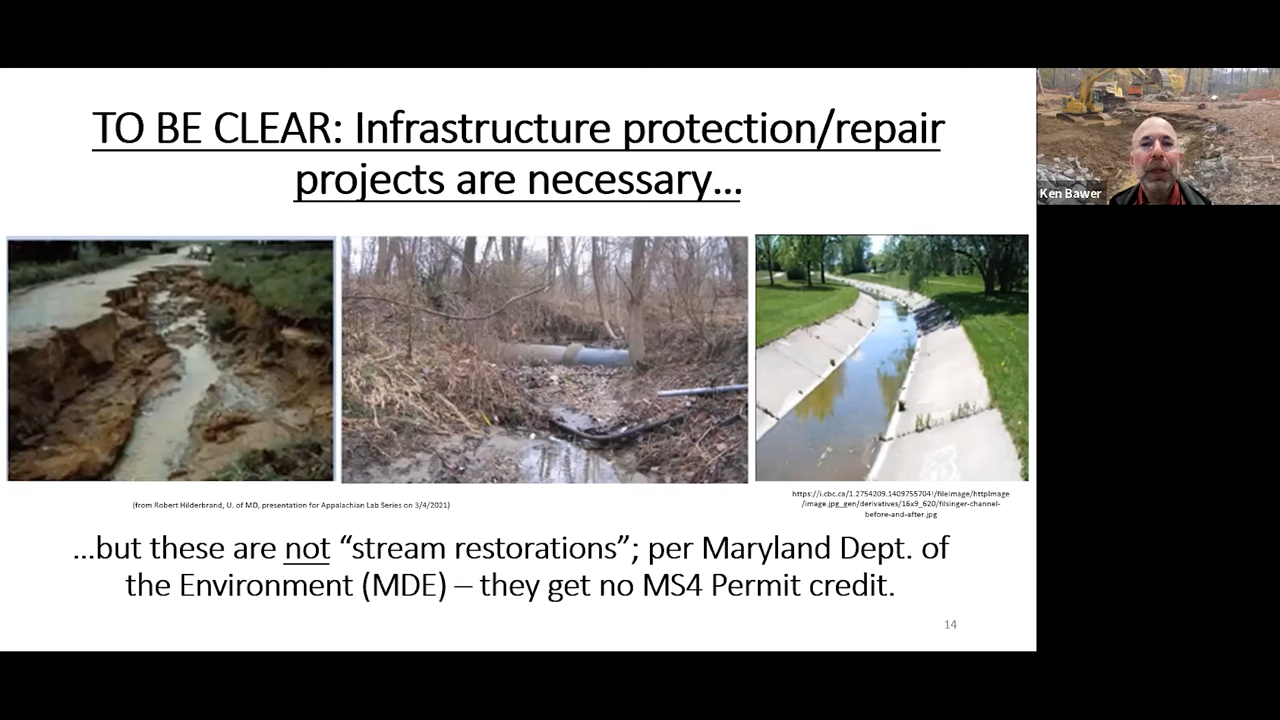 TO BE CLEAR: Infrastructure protection/repair
projects are necessary...
Ken Bawer
(from Robert Hilderbrand, U. of MD, presentation for Appalachian Lab Series on 3/4/2021)
https://i.cbc.ca/1.2754209.1409755704!/fileImage/httpImage
/image.jpg_gen/derivatives/16x9_620/filsinger-channel-
before-and-after.jpg
...but these are not “stream restorations”; per Maryland Dept. of
the Environment (MDE) – they get no MS4 Permit credit.
14